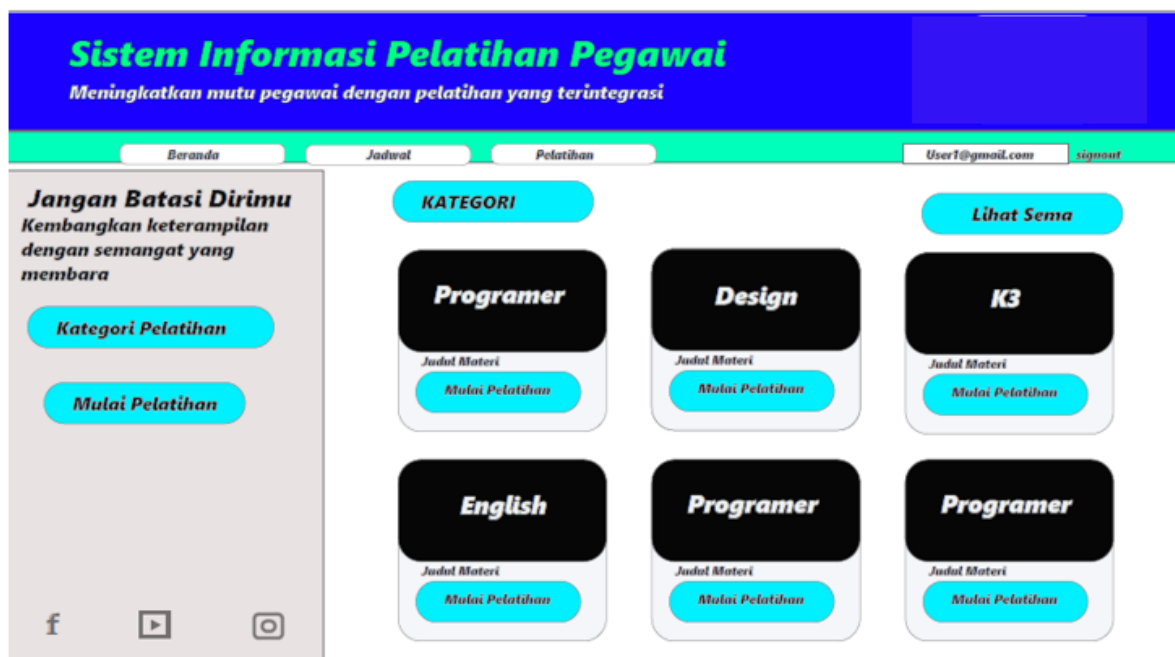 Sistem Informasi Pelatihan Pegawai
Meningkatkan mutu pegawai dengan pelatihan yang terintegrasi
Beranda
Jadwal
Pelatihan
User1@gmail.com
signout
Jangan Batasi Dirimu
Kembangkan keterampilan
dengan semangat yang
membara
Kategori Pelatihan
Mulai Pelatihan
KATEGORI
Lihat Sema
Programer
Design
K3
Judul Materi
Judul Materi
Judul Materi
Mulai Pelatihan
Mulai Pelatihan
Mulai Pelatihan
English
Programer
Programer
Judul Materi
Judul Materi
Judul Materi
Mulai Pelatihan
Mulai Pelatihan
Mulai Pelatihan
f